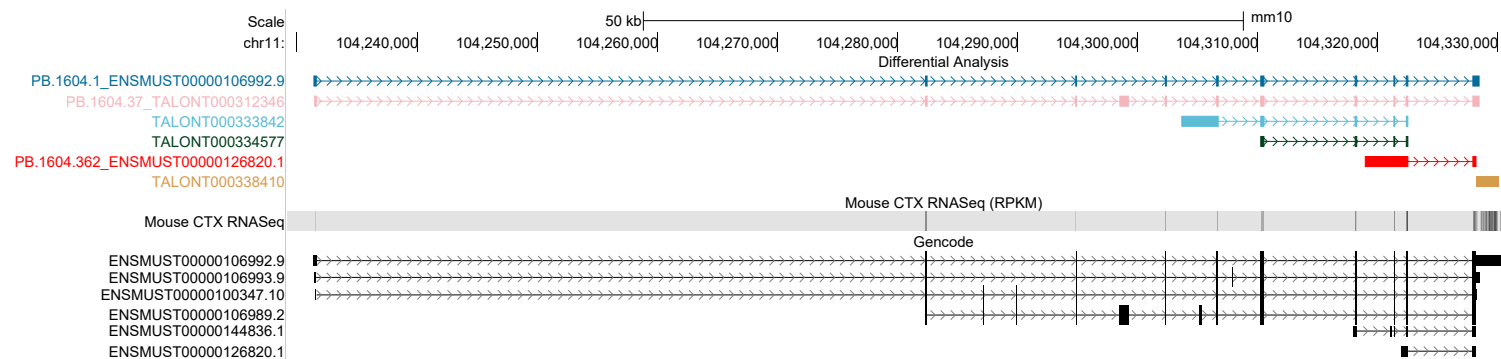 Scale 50 kb mm10
chr11: 104,240,000 104,250,000 104,260,000 104,270,000 104,280,000 104,290,000 104,300,000 104,310,000 104,320,000 104,330,000
Differential Analysis
PB.1604.1_ENSMUST00000106992.9
PB.1604.37_TALONT000312346
TALONT000333842
TALONT000334577
PB.1604.362_ENSMUST00000126820.1
TALONT000338410
Mouse CTX RNASeq (RPKM)
Mouse CTX RNASeq
Gencode
ENSMUST00000106992.9
ENSMUST00000106993.9
ENSMUST00000100347.10
ENSMUST00000106989.2
ENSMUST00000144836.1
ENSMUST00000126820.1